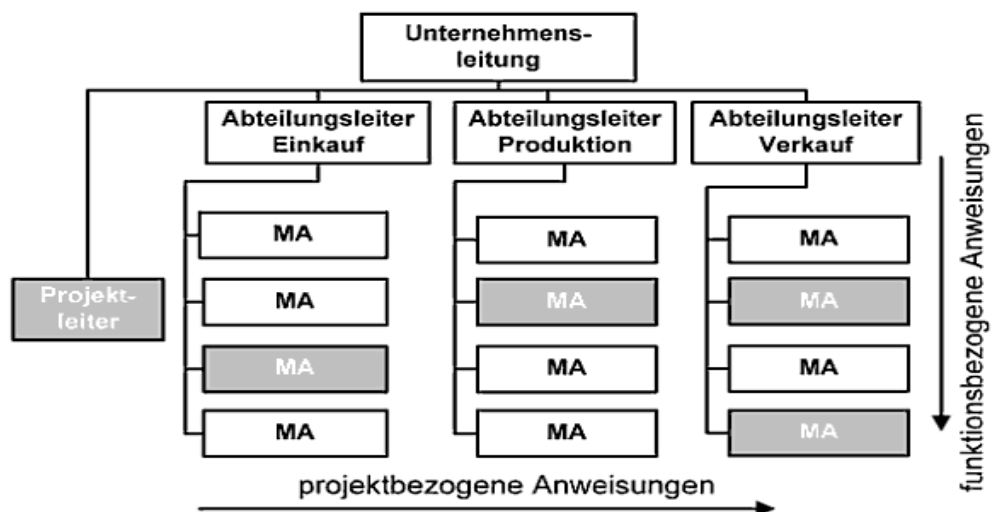 Unternehmens-
leitung
Abteilungsleiter
Einkauf
Abteilungsleiter
Produktion
Abteilungsleiter
Verkauf
funktionsbezogene Anweisungen
MA
MA
MA
Projekt-
leiter
MA
MA
MA
MA
MA
MA
MA
MA
MA
projektbezogene Anweisungen